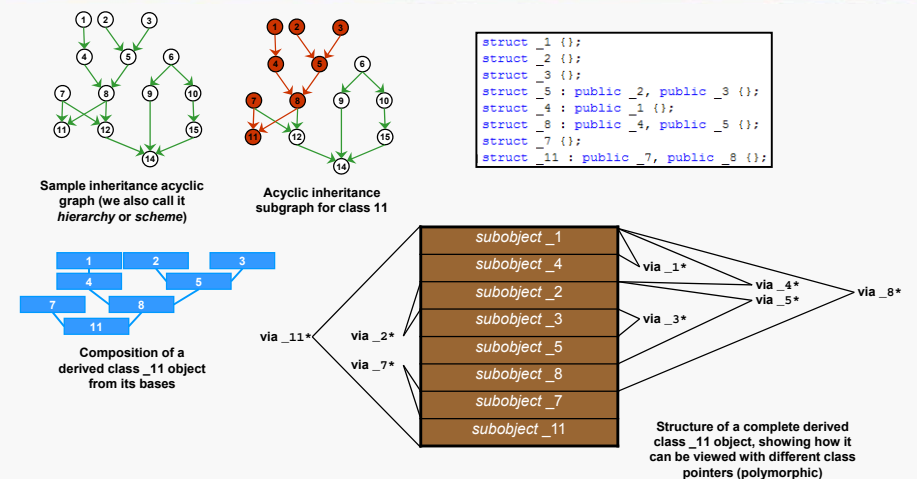 1
2
3
4
5
6
7
8
9
10
11
12
15
14
Sample inheritance acyclic
graph (we also call it
hierarchy or scheme)
1
2
3
4
5
6
7
8
9
10
11
12
15
14
Acyclic inheritance
subgraph for class 11
struct _1 {};
struct _2 {};
struct _3 {};
struct _5 : public _2, public _3 {};
struct _4 : public _1 {};
struct _8 : public _4, public _5 {};
struct _7 {};
struct _11 : public _7, public _8 {};
1
2
3
4
5
7
8
11
Composition of a
derived class _11 object
from its bases
via _11*
via _2*
via _7*
subobject _1
subobject _4
subobject _2
subobject _3
subobject _5
subobject _8
subobject _7
subobject _11
via _1*
via _3*
via _4*
via _5*
via _8*
Structure of a complete derived
class _11 object, showing how it
can be viewed with different class
pointers (polymorphic)